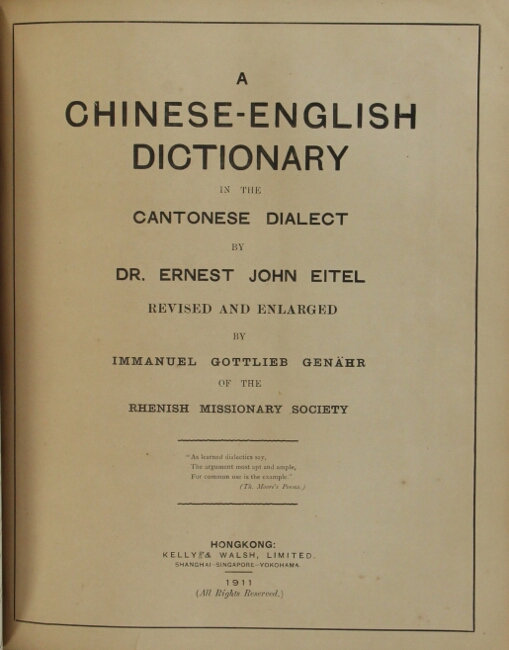 A
CHINESE-ENGLISH
DICTIONARY
IN THE
CANTONESE DIALECT
BY
DR. ERNEST JOHN EITEL
REVISED AND ENLARGED
BY
IMMANUEL GOTTLIEB GENÄHR
OF THE
RHENISH MISSIONARY SOCIETY
"As learned dialectics say,
The argument most apt and ample,
For common use is the example."
(Th. Moore's Poems.)
HONGKONG:
KELLY & WALSH, LIMITED.
SHANGHAI-SINGAPORE-YOKOHAMA.
1911
(All Rights Reserved.)